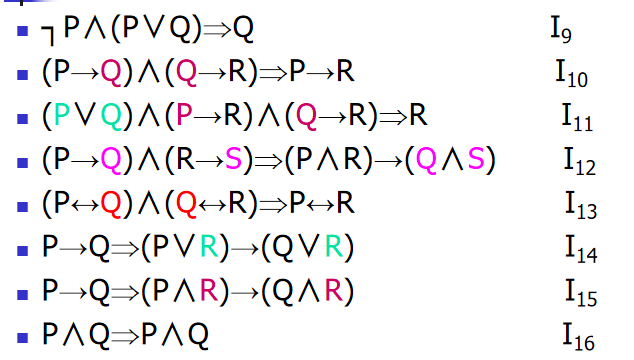 ┐P∧(P∨Q)⇒Q I₉
(P→Q)∧(Q→R)⇒P→R I₁₀
(P∨Q)∧(P→R)∧(Q→R)⇒R I₁₁
(P→Q)∧(R→S)⇒(P∧R)→(Q∧S) I₁₂
(P↔Q)∧(Q↔R)⇒P↔R I₁₃
P→Q⇒(P∨R)→(Q∨R) I₁₄
P→Q⇒(P∧R)→(Q∧R) I₁₅
P∧Q⇒P∧Q I₁₆